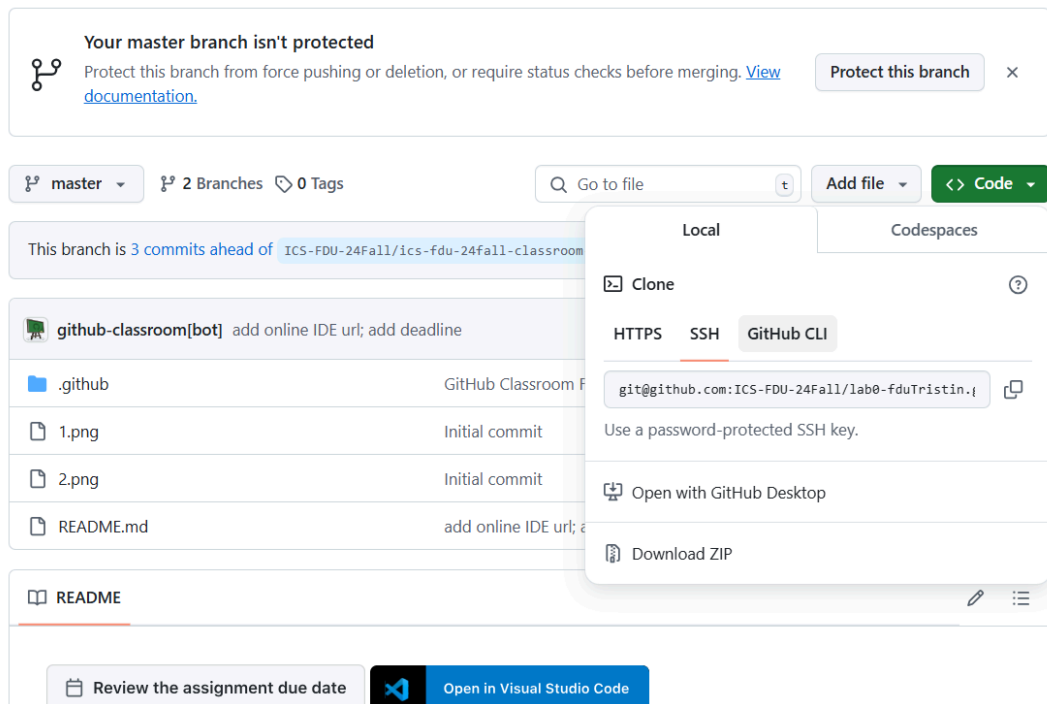 Your master branch isn't protected
Protect this branch from force pushing or deletion, or require status checks before merging. View
documentation.
Protect this branch
master
2 Branches
0 Tags
Go to file
t
Add file
Code
Local
Codespaces
This branch is 3 commits ahead of ICS-FDU-24Fall/ics-fdu-24fall-classroom
Clone
HTTPS
SSH
GitHub CLI
git@github.com:ICS-FDU-24Fall/lab0-fduTristin.
Use a password-protected SSH key.
Open with GitHub Desktop
Download ZIP
github-classroom[bot] add online IDE url; add deadline
.github GitHub Classroom
1.png Initial commit
2.png Initial commit
README.md add online IDE url;
README
Review the assignment due date
Open in Visual Studio Code